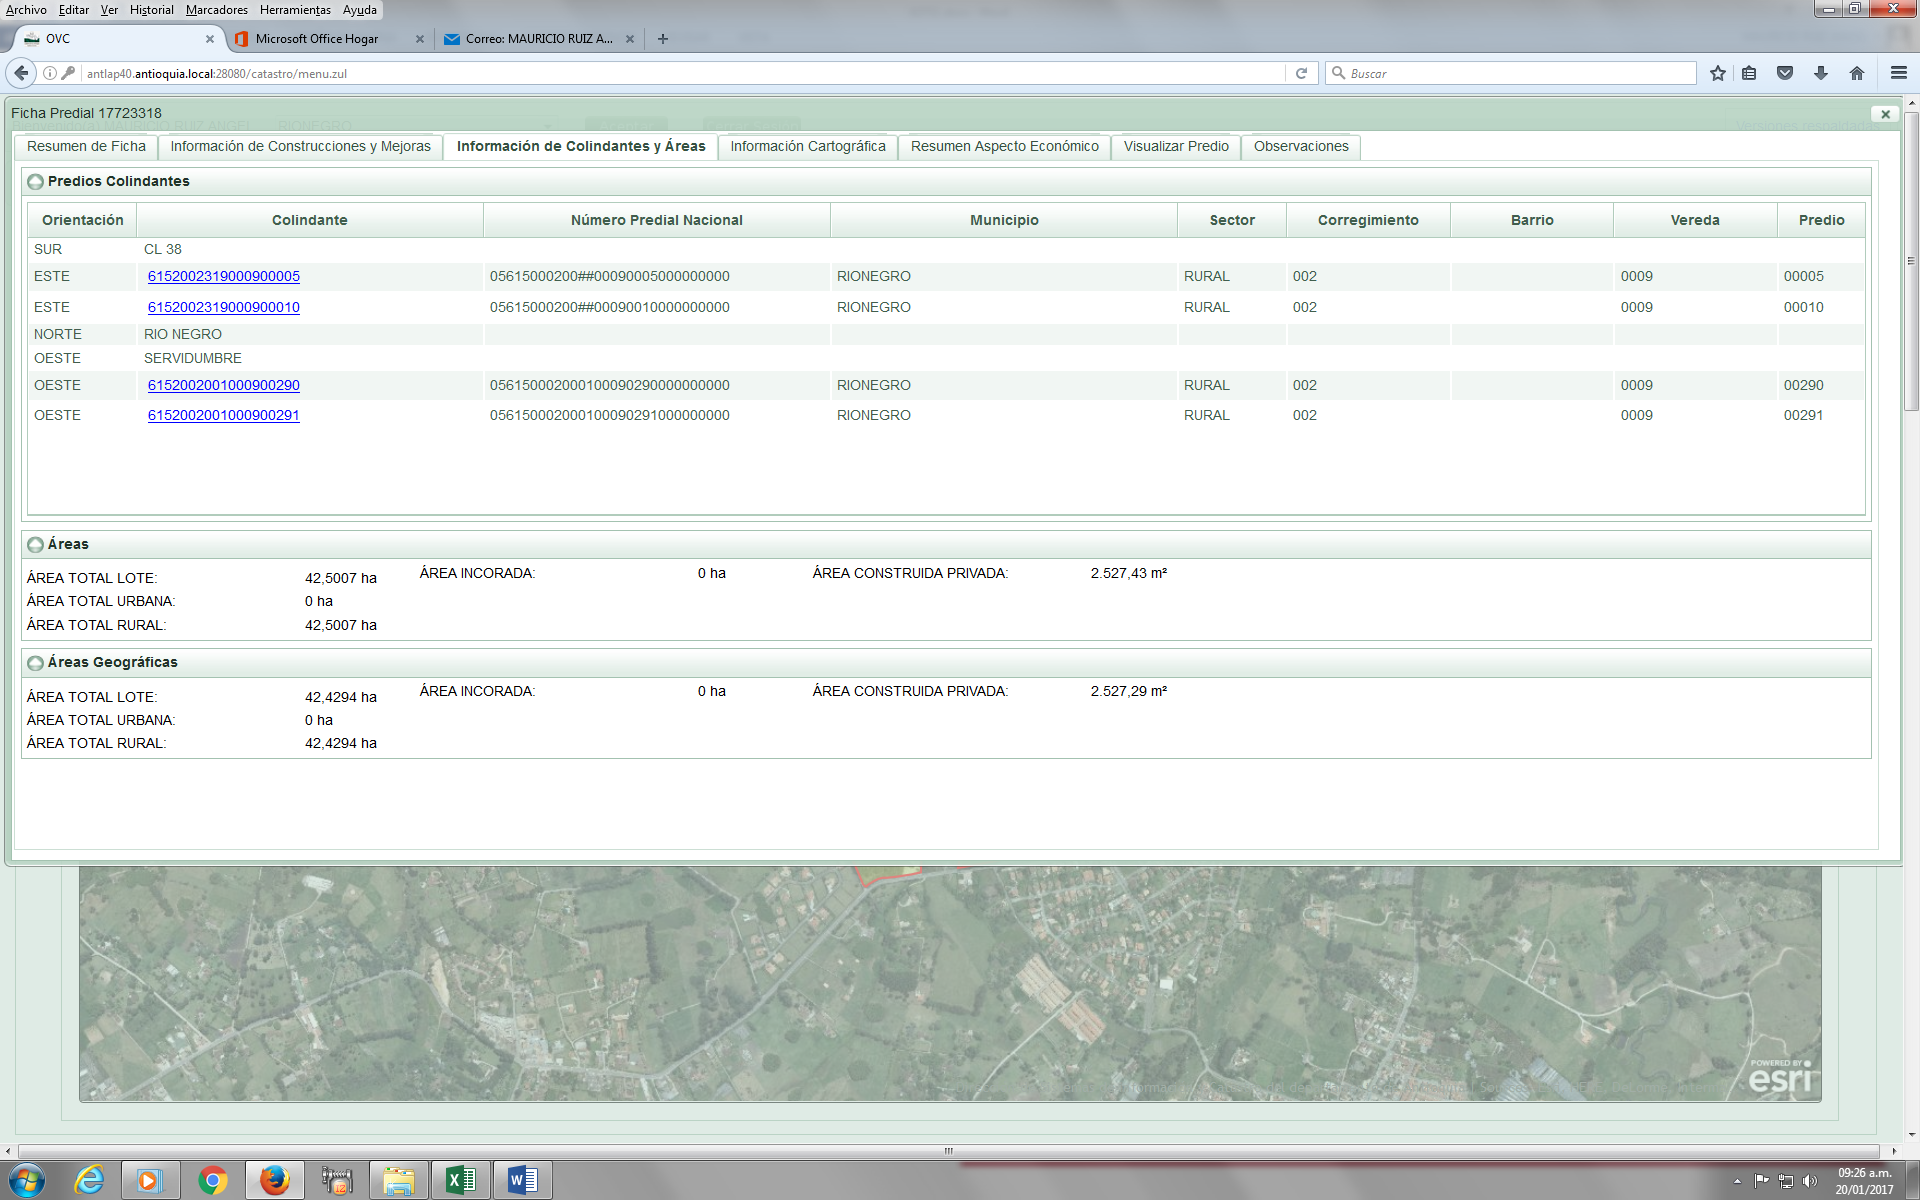 Archivo Editar Ver Historial Marcadores Herramientas Ayuda
OVC Microsoft Office Hogar Correo: MAURICIO RUIZ A...
antlap40.antioquia.local:28080/catastro/menu.zul Buscar
Ficha Predial 17723318
Resumen de Ficha Información de Construcciones y Mejoras Información de Colindantes y Áreas Información Cartográfica Resumen Aspecto Económico Visualizar Predio Observaciones
Predios Colindantes
Orientación Colindante Número Predial Nacional Municipio Sector Corregimiento Barrio Vereda Predio
SUR CL 38
ESTE 6152002319000900005 05615000200##00090005000000000 RIONEGRO RURAL 002 0009 00005
ESTE 6152002319000900010 05615000200##00090010000000000 RIONEGRO RURAL 002 0009 00010
NORTE RIO NEGRO
OESTE SERVIDUMBRE
OESTE 6152002001000900290 056150002000100090290000000000 RIONEGRO RURAL 002 0009 00290
OESTE 6152002001000900291 056150002000100090291000000000 RIONEGRO RURAL 002 0009 00291
Áreas
ÁREA TOTAL LOTE: 42,5007 ha ÁREA INCORADA: 0 ha ÁREA CONSTRUIDA PRIVADA: 2.527,43 m²
ÁREA TOTAL URBANA: 0 ha
ÁREA TOTAL RURAL: 42,5007 ha
Áreas Geográficas
ÁREA TOTAL LOTE: 42,4294 ha ÁREA INCORADA: 0 ha ÁREA CONSTRUIDA PRIVADA: 2.527,29 m²
ÁREA TOTAL URBANA: 0 ha
ÁREA TOTAL RURAL: 42,4294 ha
POWERED BY
esri
09:26 a.m.
20/01/2017